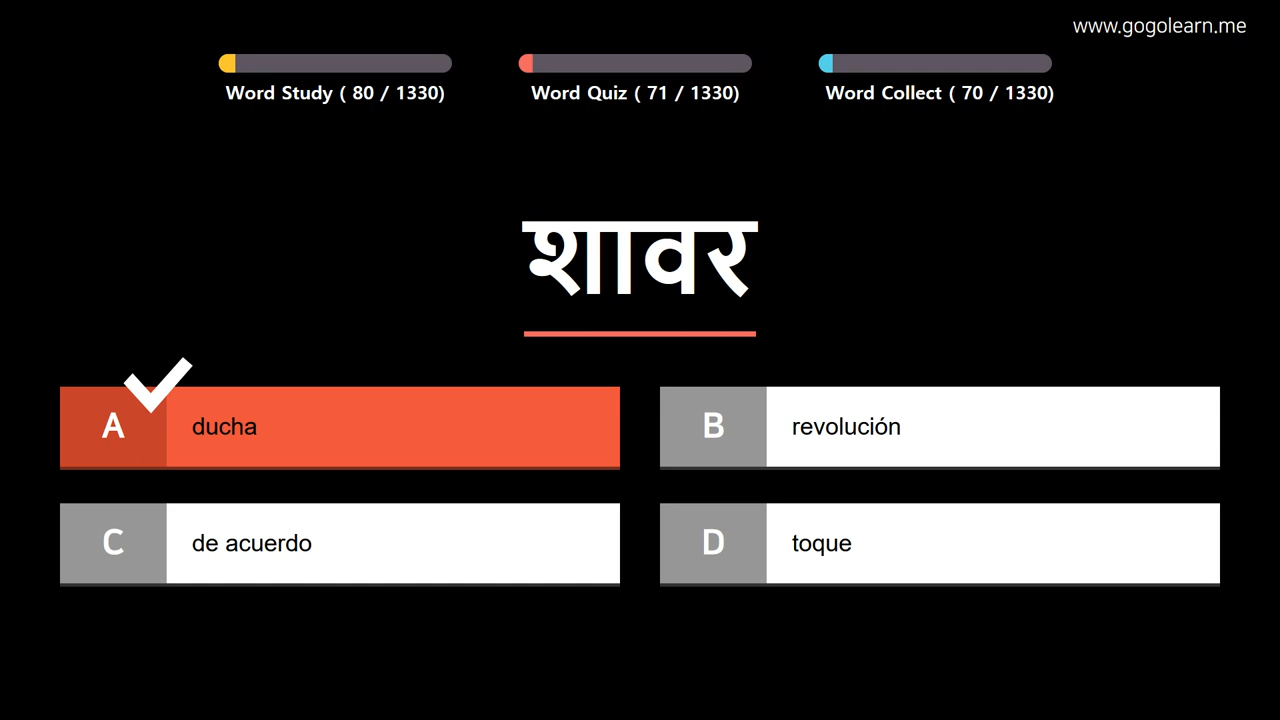 www.gogolearn.me
Word Study ( 80 / 1330)
Word Quiz ( 71 / 1330)
Word Collect ( 70 / 1330)
शावर
A ducha
B revolución
C de acuerdo
D toque